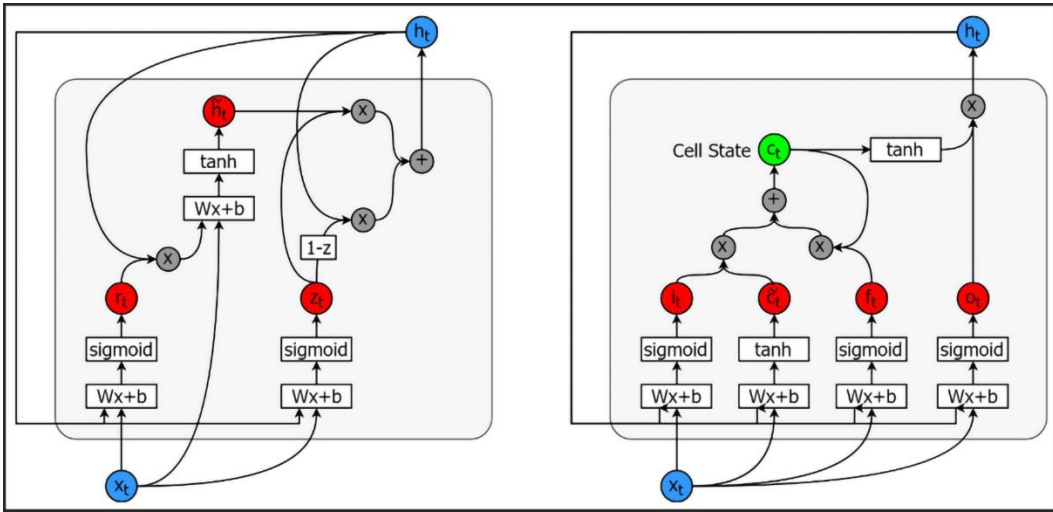 hₜ
h̃ₜ
x
tanh
+
Wx+b
x
1-z
x
rₜ
zₜ
sigmoid
sigmoid
Wx+b
Wx+b
xₜ
hₜ
x
Cell State
cₜ
tanh
+
x
x
iₜ
c̃ₜ
fₜ
oₜ
sigmoid
tanh
sigmoid
sigmoid
Wx+b
Wx+b
Wx+b
Wx+b
xₜ